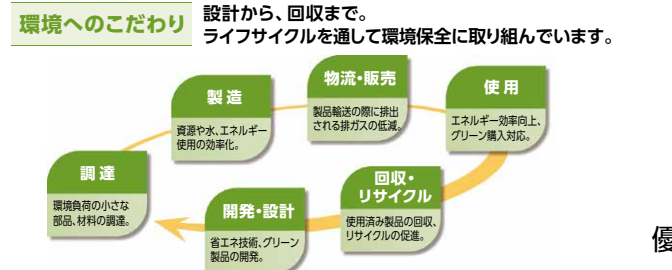 環境へのこだわり
設計から、回収まで。
ライフサイクルを通して環境保全に取り組んでいます。
調達
環境負荷の小さな
部品、材料の調達。
製造
資源や水、エネルギー
使用の効率化。
物流・販売
製品輸送の際に排出
される排ガスの低減。
使用
エネルギー効率向上、
グリーン購入対応。
回収・
リサイクル
使用済み製品の回収、
リサイクルの促進。
開発・設計
省エネ技術、グリーン
製品の開発。
優